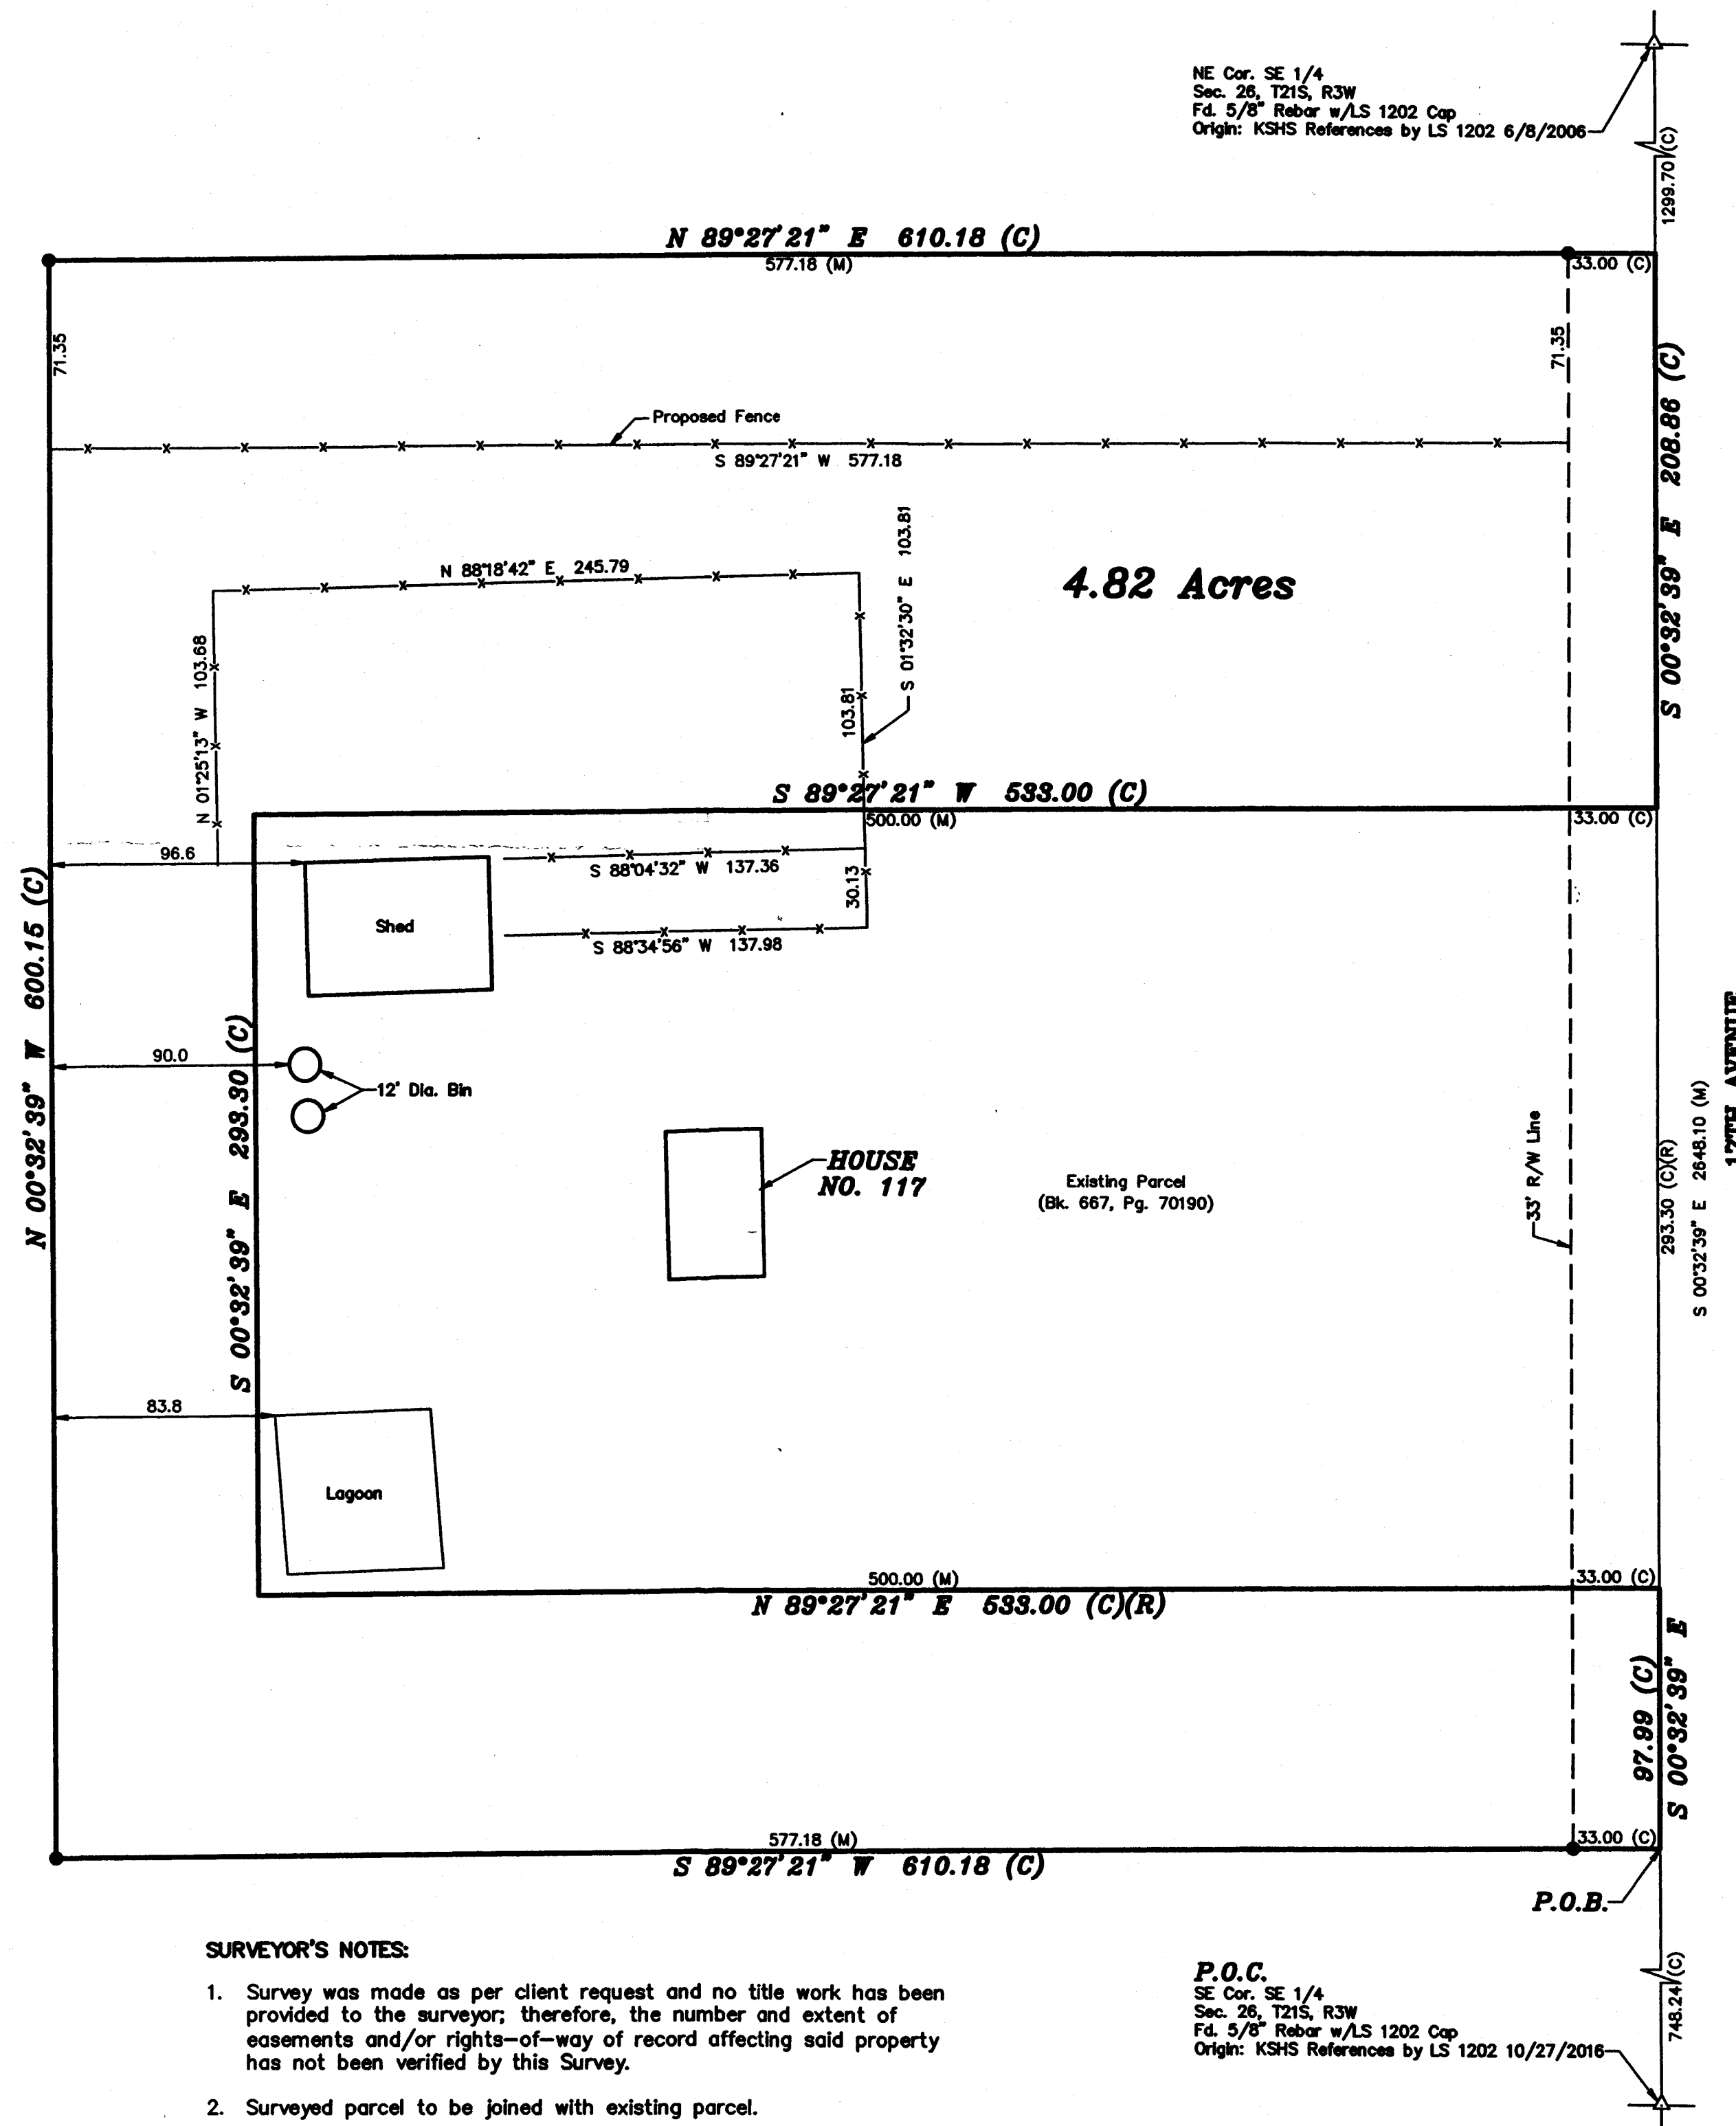 NE Cor. SE 1/4
Sec. 26, T21S, R3W
Fd. 5/8" Rebar w/LS 1202 Cap
Origin: KSHS References by LS 1202 6/8/2006
1299.70 (C)
N 89°27'21" E 610.18 (C)
577.18 (M)
33.00 (C)
71.35
71.35
S 00°32'39" E 208.86 (C)
Proposed Fence
S 89°27'21" W 577.18
N 88°18'42" E 245.79
S 01°32'30" E 103.81
4.82 Acres
N 01°25'13" W 103.68
103.81
S 89°27'21" W 533.00 (C)
500.00 (M)
33.00 (C)
96.6
S 88°04'32" W 137.36
30.13
Shed
S 88°34'56" W 137.98
N 00°32'39" W 600.15 (C)
S 00°32'39" E 293.30 (C)
90.0
12' Dia. Bin
HOUSE
NO. 117
Existing Parcel
(Bk. 667, Pg. 70190)
33' R/W Line
293.30 (C)(R)
S 00°32'39" E 2648.10 (M)
17TH AVENUE
83.8
Lagoon
500.00 (M)
33.00 (C)
N 89°27'21" E 533.00 (C)(R)
97.99 (C)
S 00°32'39" E
577.18 (M)
33.00 (C)
S 89°27'21" W 610.18 (C)
P.O.B.
SURVEYOR'S NOTES:
1. Survey was made as per client request and no title work has been
provided to the surveyor; therefore, the number and extent of
easements and/or rights-of-way of record affecting said property
has not been verified by this Survey.
2. Surveyed parcel to be joined with existing parcel.
P.O.C.
SE Cor. SE 1/4
Sec. 26, T21S, R3W
Fd. 5/8" Rebar w/LS 1202 Cap
Origin: KSHS References by LS 1202 10/27/2016
748.24 (C)